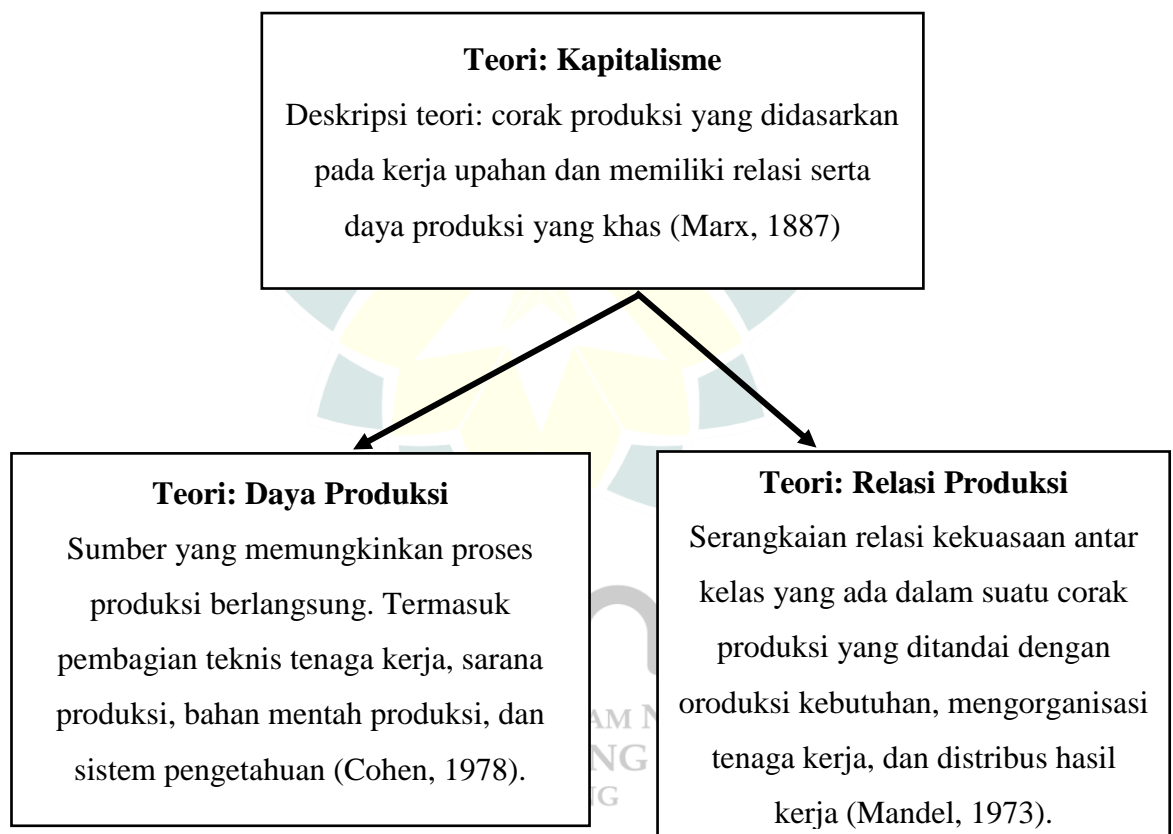 Teori: Kapitalisme
Deskripsi teori: corak produksi yang didasarkan
pada kerja upahan dan memiliki relasi serta
daya produksi yang khas (Marx, 1887)
Teori: Daya Produksi
Sumber yang memungkinkan proses
produksi berlangsung. Termasuk
pembagian teknis tenaga kerja, sarana
produksi, bahan mentah produksi, dan
sistem pengetahuan (Cohen, 1978).
Teori: Relasi Produksi
Serangkaian relasi kekuasaan antar
kelas yang ada dalam suatu corak
produksi yang ditandai dengan
oroduksi kebutuhan, mengorganisasi
tenaga kerja, dan distribus hasil
kerja (Mandel, 1973).